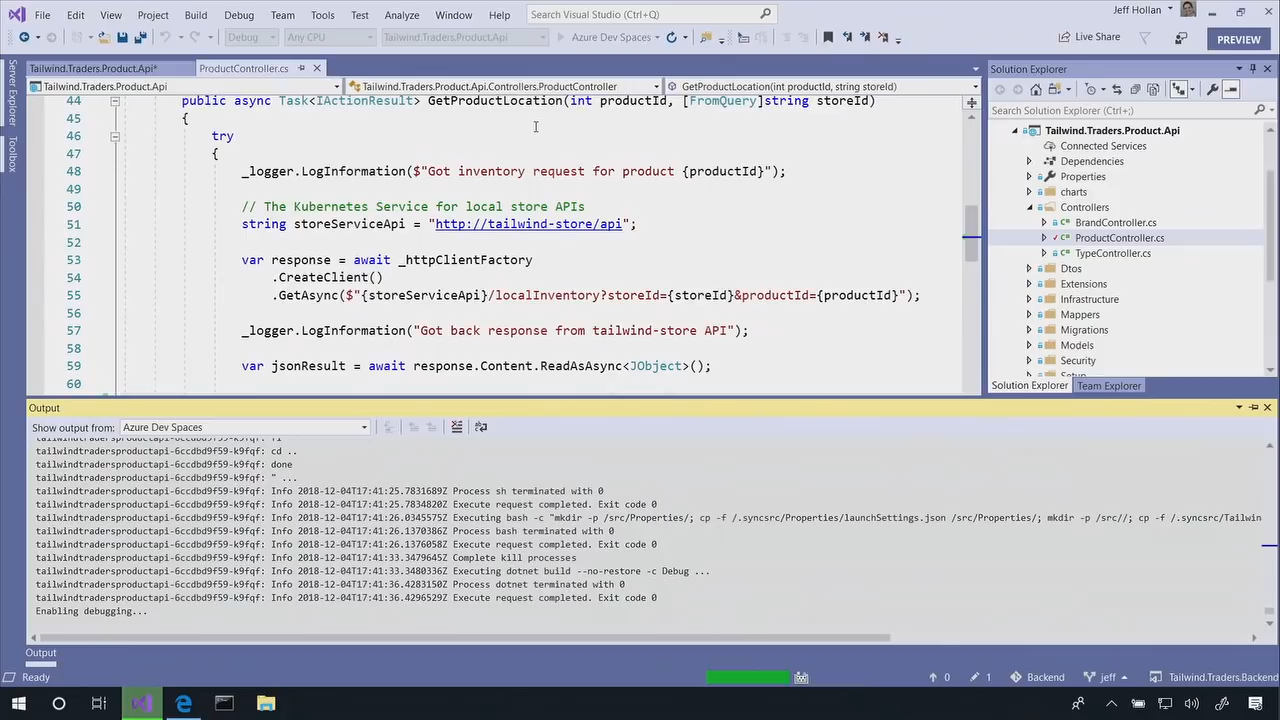 File Edit View Project Build Debug Team Tools Test Analyze Window Help Search Visual Studio (Ctrl+Q) Jeff Hollan
Debug Any CPU Tailwind.Traders.Product.Api Azure Dev Spaces Live Share PREVIEW
Server Explorer
Toolbox
Tailwind.Traders.Product.Api* ProductController.cs
Tailwind.Traders.Product.Api Tailwind.Traders.Product.Api.Controllers.ProductController GetProductLocation(int productId, string storeId)
44 public async Task<IActionResult> GetProductLocation(int productId, [FromQuery]string storeId)
45 {
46 try
47 {
48 _logger.LogInformation($"Got inventory request for product {productId}");
49
50 // The Kubernetes Service for local store APIs
51 string storeServiceApi = "http://tailwind-store/api";
52
53 var response = await _httpClientFactory
54 .CreateClient()
55 .GetAsync($"{storeServiceApi}/localInventory?storeId={storeId}&productId={productId}");
56
57 _logger.LogInformation("Got back response from tailwind-store API");
58
59 var jsonResult = await response.Content.ReadAsAsync<JObject>();
60
Solution Explorer
Search Solution Explorer (Ctrl+;)
Tailwind.Traders.Product.Api
Connected Services
Dependencies
Properties
charts
Controllers
BrandController.cs
ProductController.cs
TypeController.cs
Dtos
Extensions
Infrastructure
Mappers
Migrations
Models
Security
Solution Explorer Team Explorer
Output
Show output from: Azure Dev Spaces
tailwindtradersproductapi-6ccdbd9f59-k9fqf: fi
tailwindtradersproductapi-6ccdbd9f59-k9fqf: cd ..
tailwindtradersproductapi-6ccdbd9f59-k9fqf: done
tailwindtradersproductapi-6ccdbd9f59-k9fqf: " ...
tailwindtradersproductapi-6ccdbd9f59-k9fqf: Info 2018-12-04T17:41:25.7831689Z Process sh terminated with 0
tailwindtradersproductapi-6ccdbd9f59-k9fqf: Info 2018-12-04T17:41:25.7834820Z Execute request completed. Exit code 0
tailwindtradersproductapi-6ccdbd9f59-k9fqf: Info 2018-12-04T17:41:26.0345575Z Executing bash -c "mkdir -p /src/Properties/; cp -f /.syncsrc/Properties/launchSettings.json /src/Properties/; mkdir -p /src//; cp -f /.syncsrc/Tailwin
tailwindtradersproductapi-6ccdbd9f59-k9fqf: Info 2018-12-04T17:41:26.1370386Z Process bash terminated with 0
tailwindtradersproductapi-6ccdbd9f59-k9fqf: Info 2018-12-04T17:41:26.1376058Z Execute request completed. Exit code 0
tailwindtradersproductapi-6ccdbd9f59-k9fqf: Info 2018-12-04T17:41:33.3479645Z Complete kill processes
tailwindtradersproductapi-6ccdbd9f59-k9fqf: Info 2018-12-04T17:41:33.3480336Z Executing dotnet build --no-restore -c Debug ...
tailwindtradersproductapi-6ccdbd9f59-k9fqf: Info 2018-12-04T17:41:36.4283150Z Process dotnet terminated with 0
tailwindtradersproductapi-6ccdbd9f59-k9fqf: Info 2018-12-04T17:41:36.4296529Z Execute request completed. Exit code 0
Enabling debugging...
Output
Ready 0 1 Backend jeff Tailwind.Traders.Backend